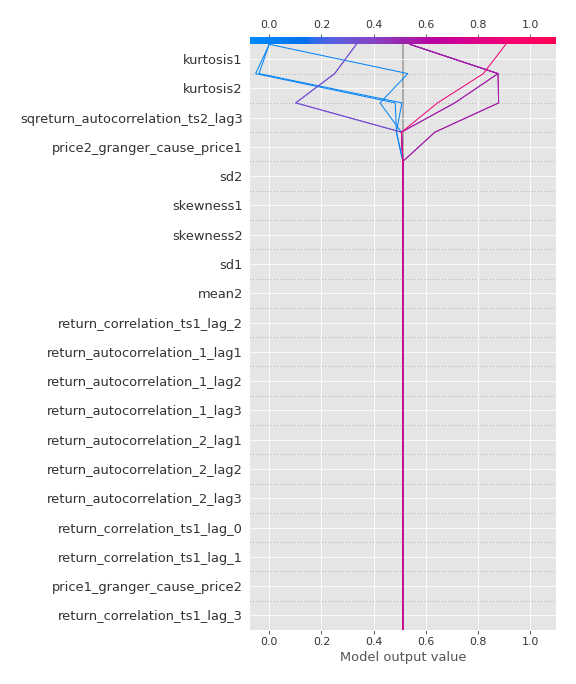 0.0 0.2 0.4 0.6 0.8 1.0
kurtosis1
kurtosis2
sqreturn_autocorrelation_ts2_lag3
price2_granger_cause_price1
sd2
skewness1
skewness2
sd1
mean2
return_correlation_ts1_lag_2
return_autocorrelation_1_lag1
return_autocorrelation_1_lag2
return_autocorrelation_1_lag3
return_autocorrelation_2_lag1
return_autocorrelation_2_lag2
return_autocorrelation_2_lag3
return_correlation_ts1_lag_0
return_correlation_ts1_lag_1
price1_granger_cause_price2
return_correlation_ts1_lag_3
0.0 0.2 0.4 0.6 0.8 1.0
Model output value